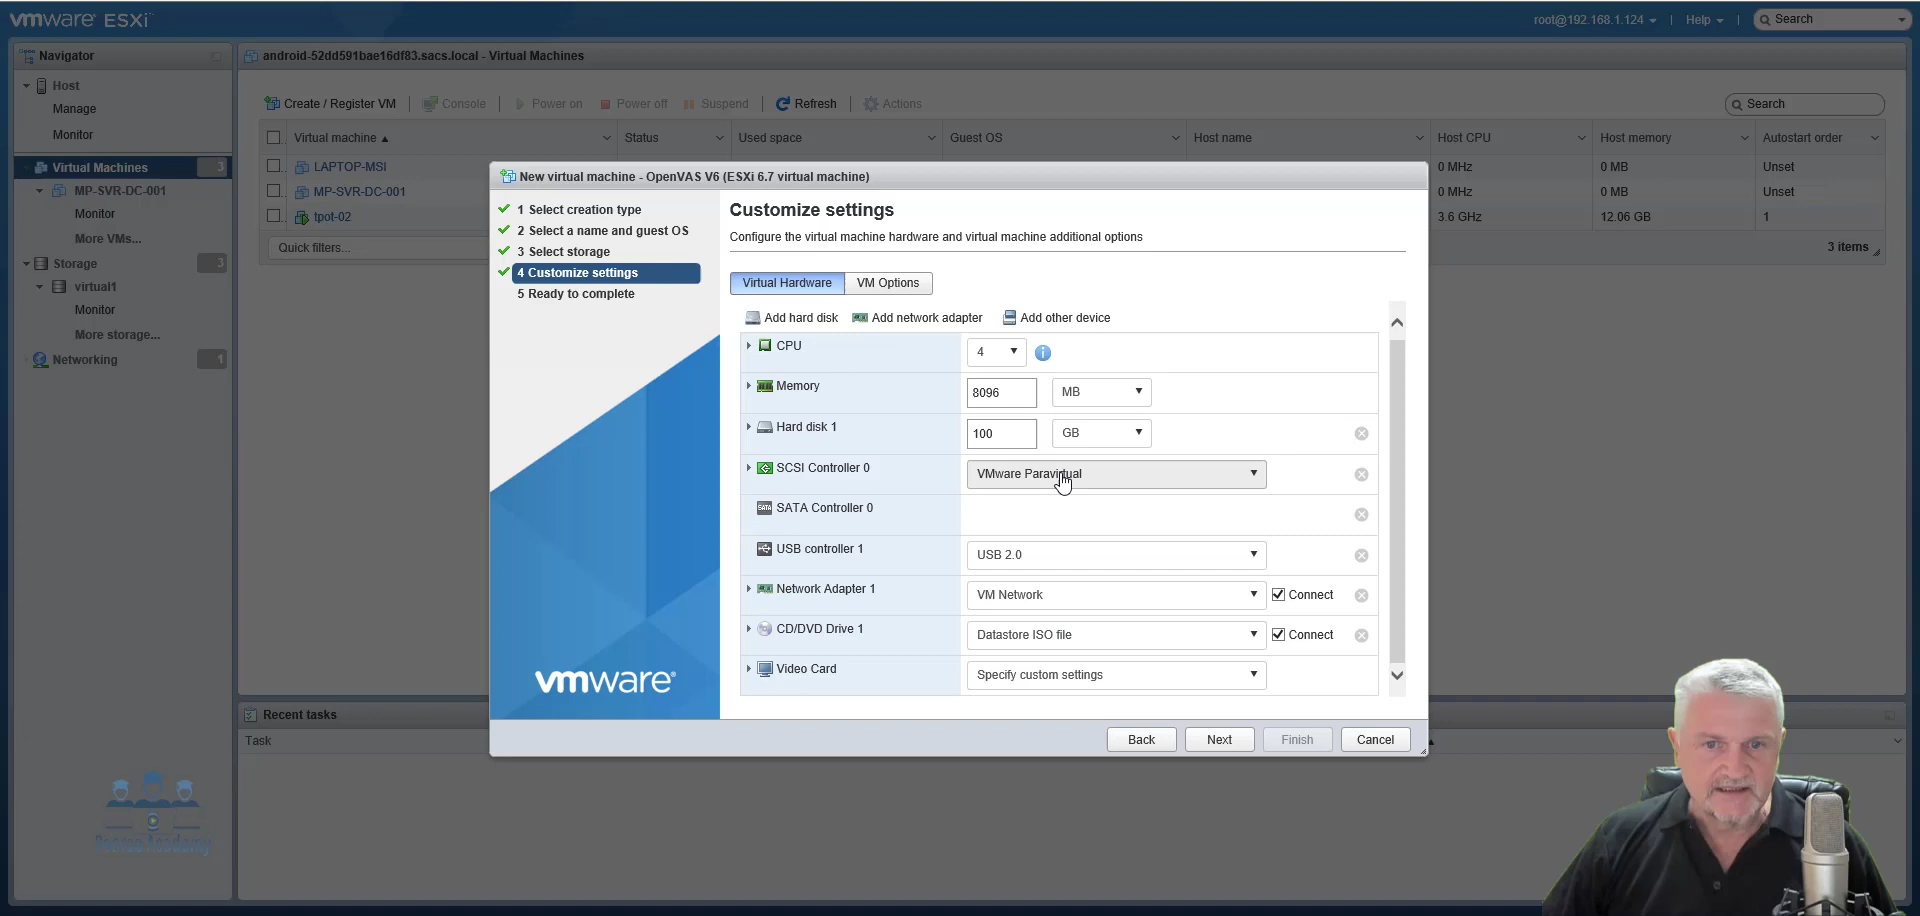 vmware ESXi
root@192.168.1.124
Help
Search
Navigator
Host
Manage
Monitor
Virtual Machines 3
MP-SVR-DC-001
Monitor
More VMs...
Storage 3
virtual1
Monitor
More storage...
Networking 1
android-52dd591bae16df83.sacs.local - Virtual Machines
Create / Register VM
Console
Power on
Power off
Suspend
Refresh
Actions
Search
Virtual machine
Status
Used space
Guest OS
Host name
Host CPU
Host memory
Autostart order
LAPTOP-MSI
0 MHz
0 MB
Unset
MP-SVR-DC-001
0 MHz
0 MB
Unset
tpot-02
3.6 GHz
12.06 GB
1
Quick filters...
3 items
New virtual machine - OpenVAS V6 (ESXi 6.7 virtual machine)
1 Select creation type
2 Select a name and guest OS
3 Select storage
4 Customize settings
5 Ready to complete
vmware
Customize settings
Configure the virtual machine hardware and virtual machine additional options
Virtual Hardware
VM Options
Add hard disk
Add network adapter
Add other device
CPU
4
Memory
8096
MB
Hard disk 1
100
GB
SCSI Controller 0
VMware Paravirtual
SATA Controller 0
USB controller 1
USB 2.0
Network Adapter 1
VM Network
Connect
CD/DVD Drive 1
Datastore ISO file
Connect
Video Card
Specify custom settings
Back
Next
Finish
Cancel
Recent tasks
Task